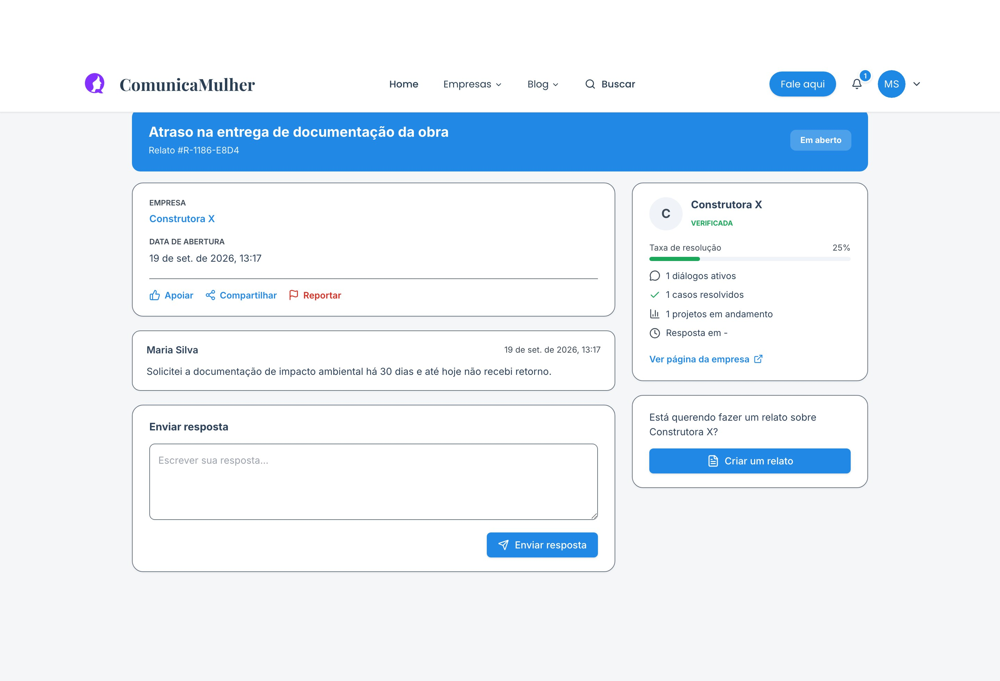 ComunicaMulher
Home
Empresas
Blog
Buscar
Fale aqui
1
MS
Atraso na entrega de documentação da obra
Relato #R-1186-E8D4
Em aberto
EMPRESA
Construtora X
DATA DE ABERTURA
19 de set. de 2026, 13:17
Apoiar
Compartilhar
Reportar
Maria Silva
19 de set. de 2026, 13:17
Solicitei a documentação de impacto ambiental há 30 dias e até hoje não recebi retorno.
Enviar resposta
Escrever sua resposta...
Enviar resposta
C
Construtora X
VERIFICADA
Taxa de resolução
25%
1 diálogos ativos
1 casos resolvidos
1 projetos em andamento
Resposta em -
Ver página da empresa
Está querendo fazer um relato sobre
Construtora X?
Criar um relato